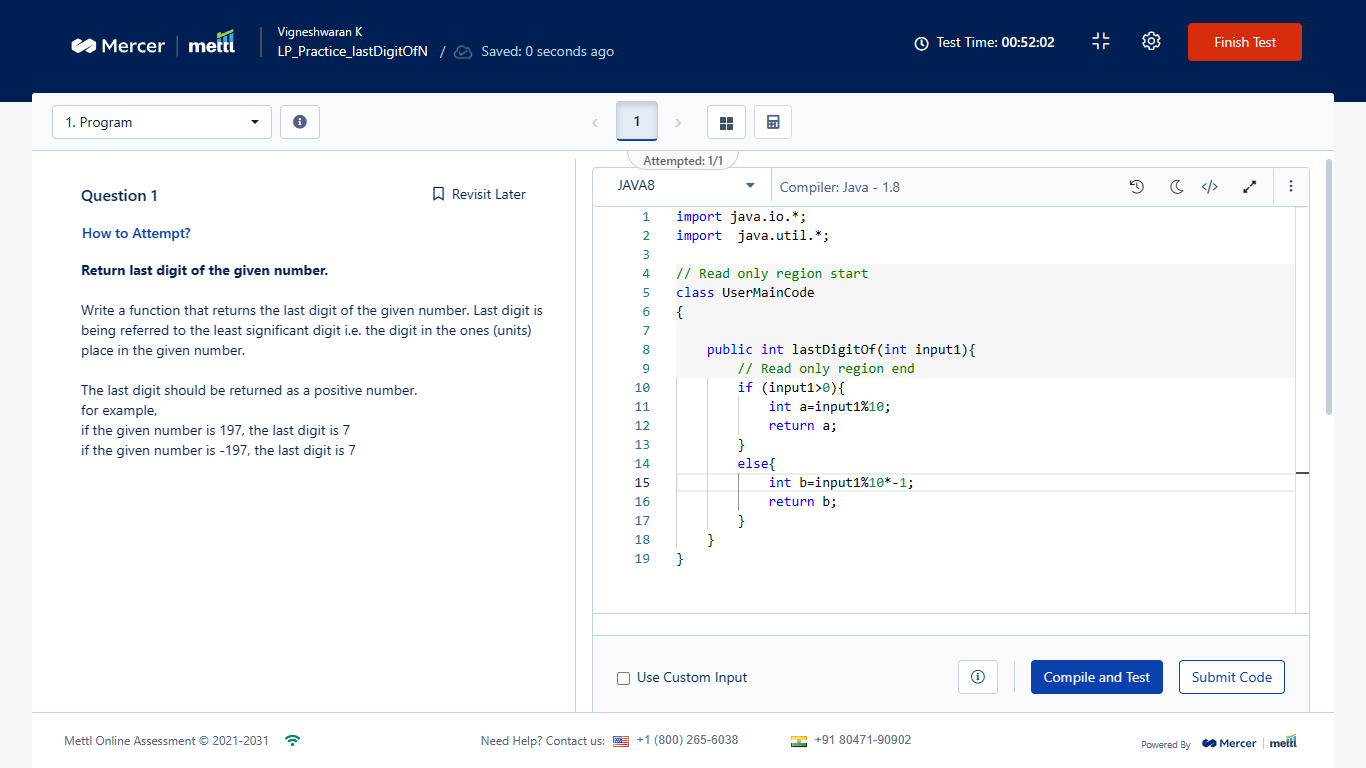 Mercer | mettl
Vigneshwaran K
LP_Practice_lastDigitOfN / Saved: 0 seconds ago
Test Time: 00:52:02
Finish Test
1. Program
1
Attempted: 1/1
Question 1
Revisit Later
How to Attempt?
Return last digit of the given number.
Write a function that returns the last digit of the given number. Last digit is
being referred to the least significant digit i.e. the digit in the ones (units)
place in the given number.
The last digit should be returned as a positive number.
for example,
if the given number is 197, the last digit is 7
if the given number is -197, the last digit is 7
JAVA8
Compiler: Java - 1.8
1 import java.io.*;
2 import  java.util.*;
3
4 // Read only region start
5 class UserMainCode
6 {
7
8     public int lastDigitOf(int input1){
9         // Read only region end
10         if (input1>0){
11             int a=input1%10;
12             return a;
13         }
14         else{
15             int b=input1%10*-1;
16             return b;
17         }
18     }
19 }
Use Custom Input
Compile and Test
Submit Code
Mettl Online Assessment © 2021-2031
Need Help? Contact us: +1 (800) 265-6038
+91 80471-90902
Powered By Mercer | mettl